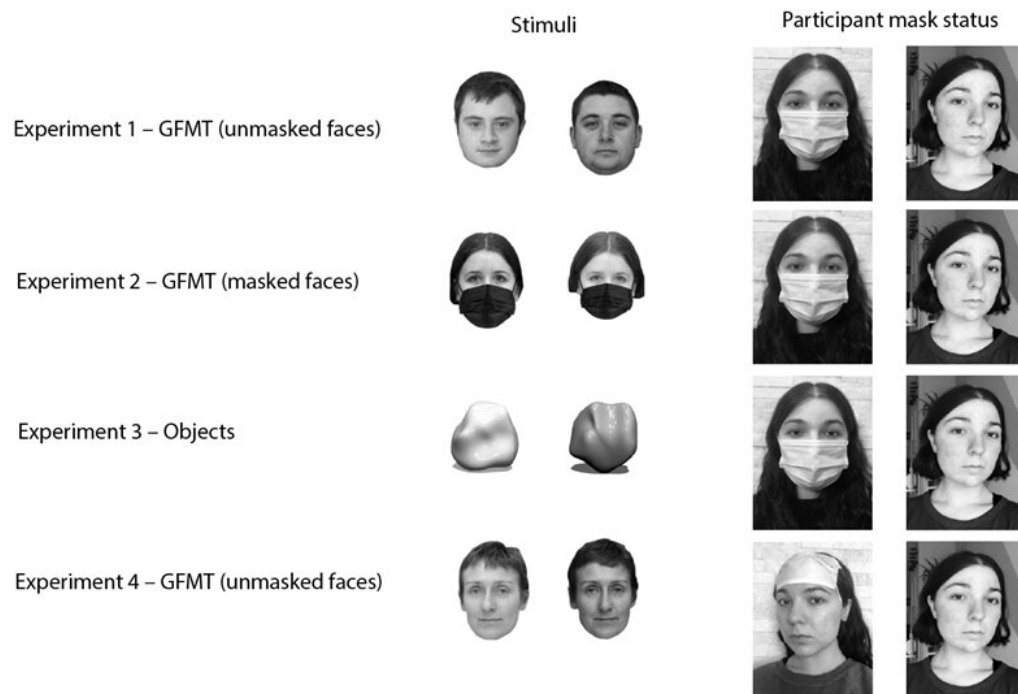 Stimuli
Participant mask status
Experiment 1 – GFMT (unmasked faces)
Experiment 2 – GFMT (masked faces)
Experiment 3 – Objects
Experiment 4 – GFMT (unmasked faces)